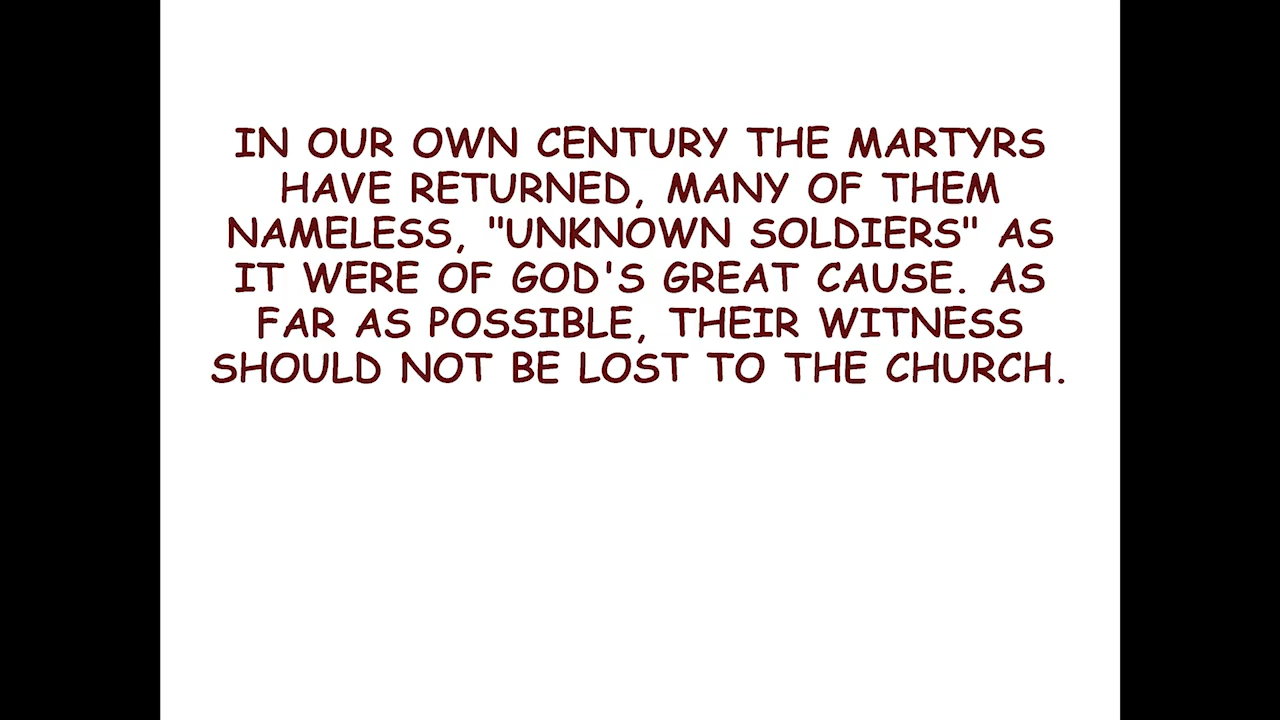 IN OUR OWN CENTURY THE MARTYRS
HAVE RETURNED, MANY OF THEM
NAMELESS, "UNKNOWN SOLDIERS" AS
IT WERE OF GOD'S GREAT CAUSE. AS
FAR AS POSSIBLE, THEIR WITNESS
SHOULD NOT BE LOST TO THE CHURCH.